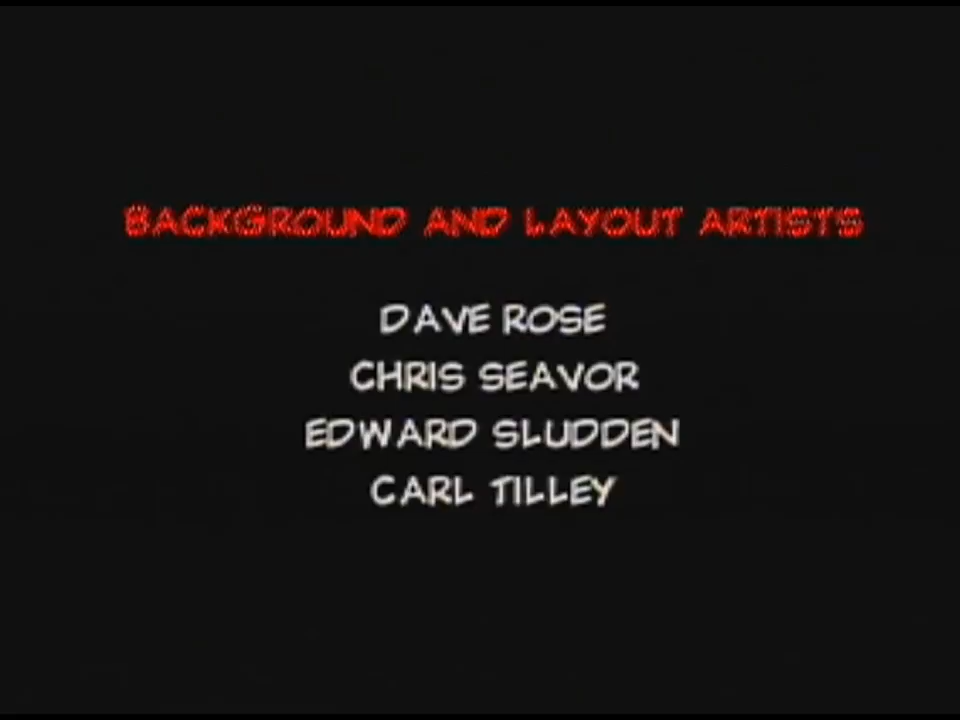 BACKGROUND AND LAYOUT ARTISTS
DAVE ROSE
CHRIS SEAVOR
EDWARD SLUDDEN
CARL TILLEY